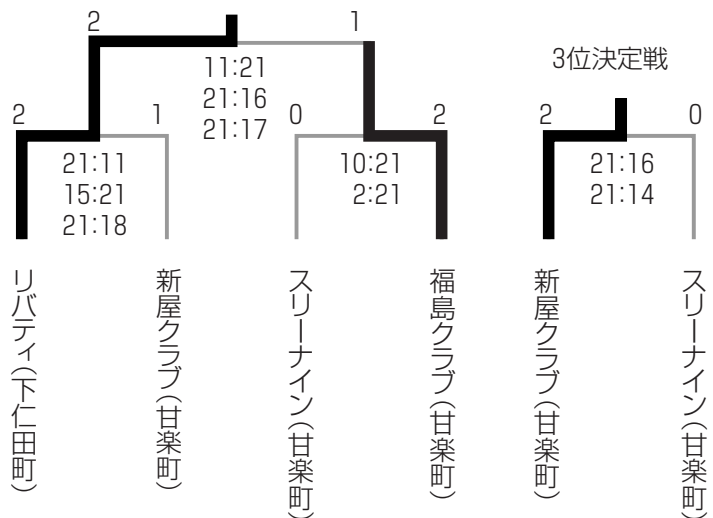 2 1
11:21
21:16
21:17
3位決定戦
2 1
21:11
15:21
21:18
0 2
10:21
2:21
2 0
21:16
21:14
リバティ(下仁田町)
新屋クラブ(甘楽町)
スリーナイン(甘楽町)
福島クラブ(甘楽町)
新屋クラブ(甘楽町)
スリーナイン(甘楽町)